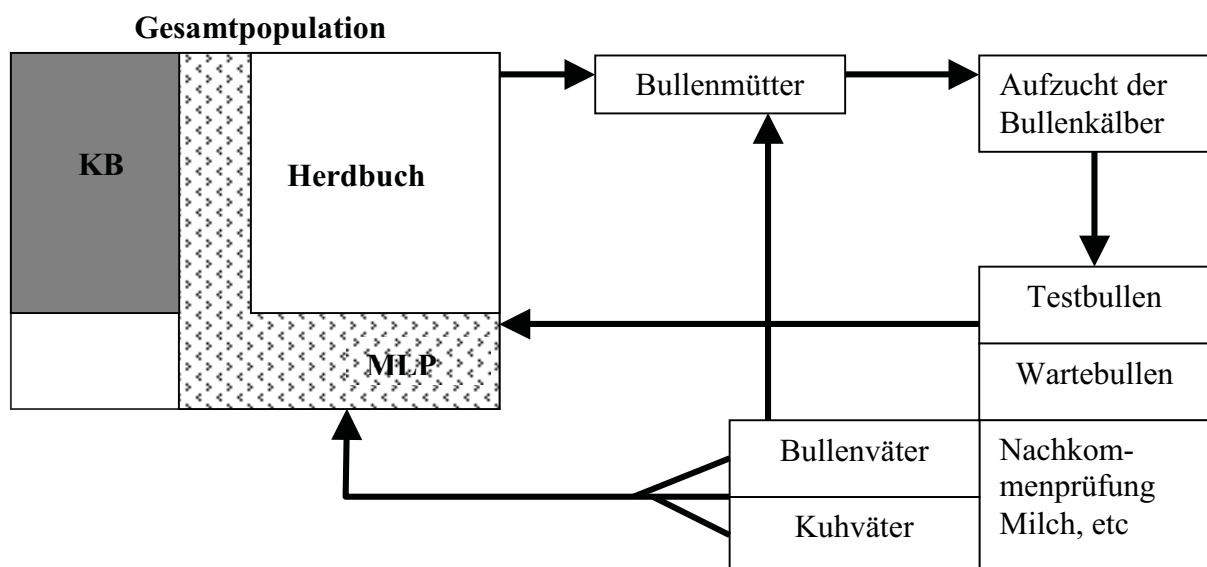 Gesamtpopulation
KB
Herdbuch
MLP
Bullenmütter
Aufzucht der
Bullenkälber
Testbullen
Wartebullen
Bullenväter
Kuhväter
Nachkom-
menprüfung
Milch, etc